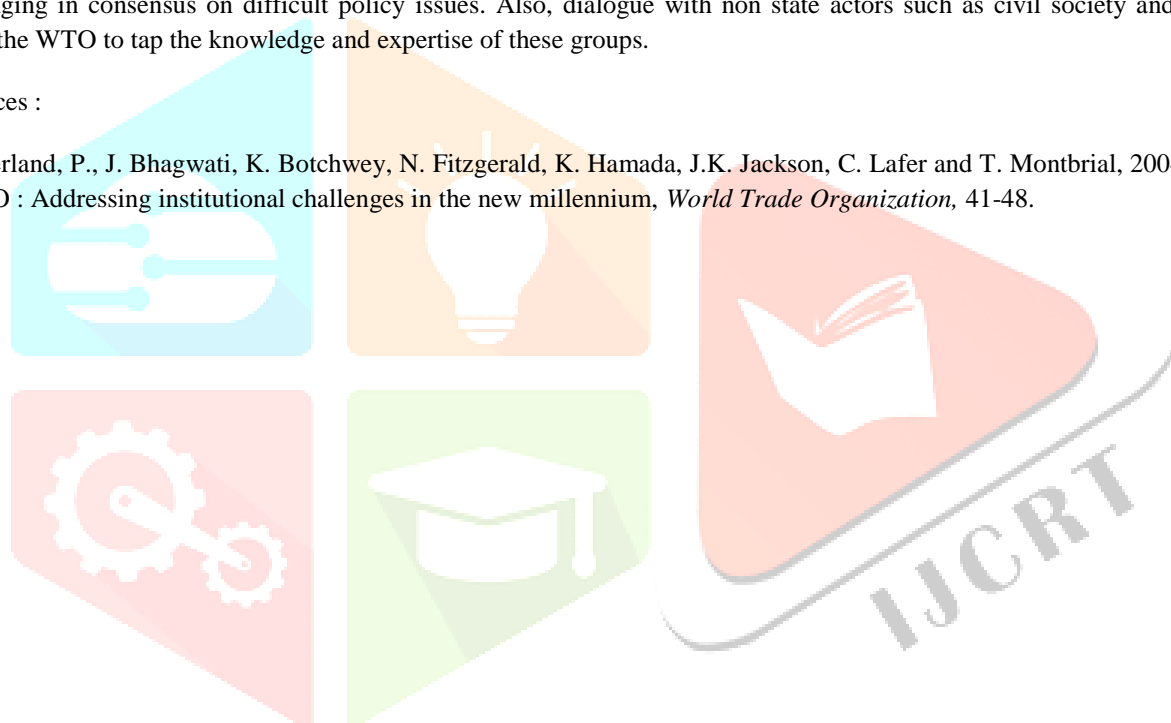 ging in consensus on difficult policy issues. Also, dialogue with non state actors such as civil society and
the WTO to tap the knowledge and expertise of these groups.
ces :
erland, P., J. Bhagwati, K. Botchwey, N. Fitzgerald, K. Hamada, J.K. Jackson, C. Lafer and T. Montbrial, 200
O : Addressing institutional challenges in the new millennium, World Trade Organization, 41-48.
IJCRT